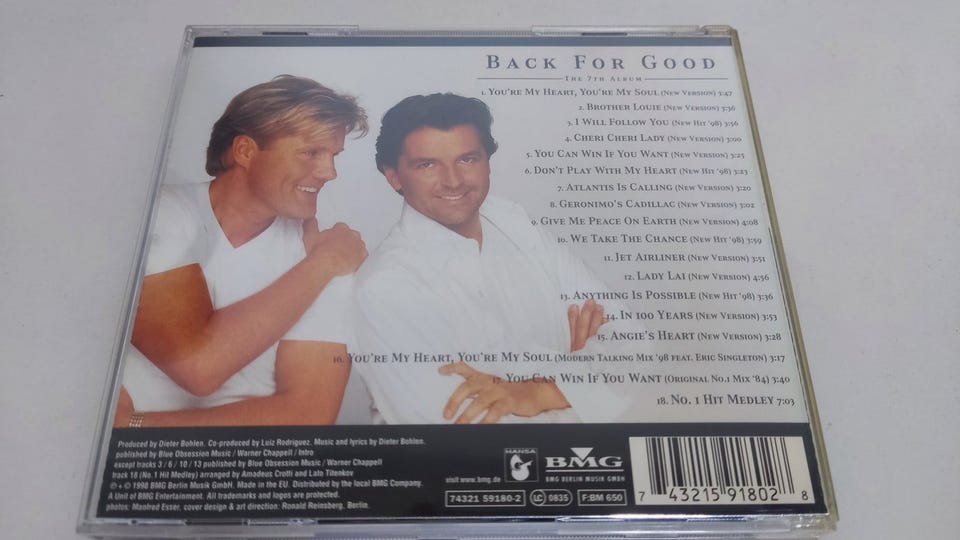 BACK FOR GOOD
THE 7TH ALBUM
1. YOU'RE MY HEART, YOU'RE MY SOUL (NEW VERSION) 3:47
2. BROTHER LOUIE (NEW VERSION) 3:36
3. I WILL FOLLOW YOU (NEW HIT '98) 3:56
4. CHERI CHERI LADY (NEW VERSION) 3:00
5. YOU CAN WIN IF YOU WANT (NEW VERSION) 3:25
6. DON'T PLAY WITH MY HEART (NEW HIT '98) 3:23
7. ATLANTIS IS CALLING (NEW VERSION) 3:20
8. GERONIMO'S CADILLAC (NEW VERSION) 3:02
9. GIVE ME PEACE ON EARTH (NEW VERSION) 4:08
10. WE TAKE THE CHANCE (NEW HIT '98) 3:59
11. JET AIRLINER (NEW VERSION) 3:51
12. LADY LAI (NEW VERSION) 4:56
13. ANYTHING IS POSSIBLE (NEW HIT '98) 3:36
14. IN 100 YEARS (NEW VERSION) 3:53
15. ANGIE'S HEART (NEW VERSION) 3:28
16. YOU'RE MY HEART, YOU'RE MY SOUL (MODERN TALKING MIX '98 FEAT. ERIC SINGLETON) 3:17
17. YOU CAN WIN IF YOU WANT (ORIGINAL NO.1 MIX '84) 3:40
18. NO. 1 HIT MEDLEY 7:03
Produced by Dieter Bohlen. Co-produced by Luiz Rodriguez. Music and lyrics by Dieter Bohlen.
published by Blue Obsession Music / Warner Chappell / Intro
except tracks 3 / 6 / 10 / 13 published by Blue Obsession Music / Warner Chappell
track 18 (No. 1 Hit Medley) arranged by Amadeus Crotti and Lato Titenkov
℗ + © 1998 BMG Berlin Musik GmbH. Made in the EU. Distributed by the local BMG Company.
A Unit of BMG Entertainment. All trademarks and logos are protected.
photos: Manfred Esser, cover design & art direction: Ronald Reinsberg, Berlin.
visit www.bmg.de
HANSA
BMG
BMG BERLIN MUSIK GMBH
74321 59180-2
LC 0835
F:BM 650
7 43215 91802 8